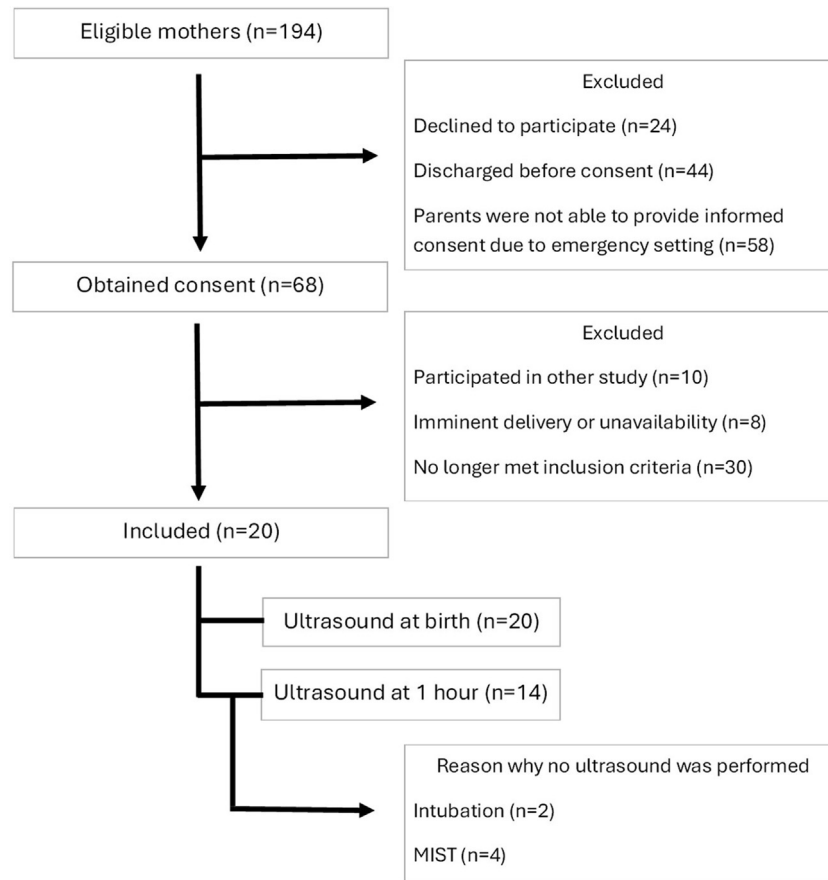 Eligible mothers (n=194)
Excluded
Declined to participate (n=24)
Discharged before consent (n=44)
Parents were not able to provide informed
consent due to emergency setting (n=58)
Obtained consent (n=68)
Excluded
Participated in other study (n=10)
Imminent delivery or unavailability (n=8)
No longer met inclusion criteria (n=30)
Included (n=20)
Ultrasound at birth (n=20)
Ultrasound at 1 hour (n=14)
Reason why no ultrasound was performed
Intubation (n=2)
MIST (n=4)